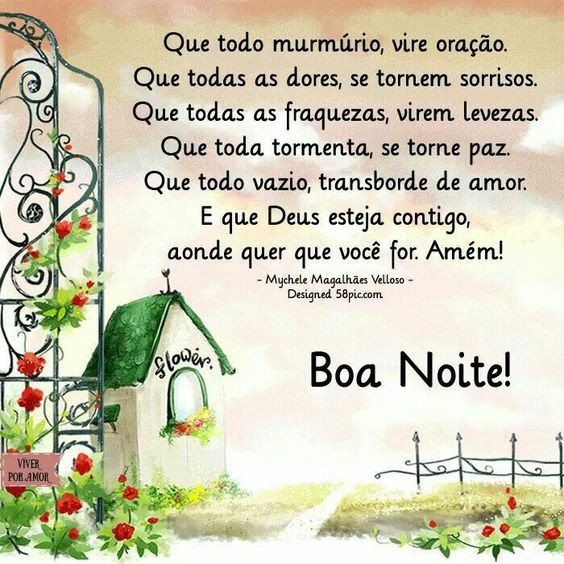 Que todo murmúrio, vire oração.
Que todas as dores, se tornem sorrisos.
Que todas as fraquezas, virem levezas.
Que toda tormenta, se torne paz.
Que todo vazio, transborde de amor.
E que Deus esteja contigo,
aonde quer que você for. Amém!
- Mychele Magalhães Velloso -
Designed 58pic.com
flower.
Boa Noite!
VIVER
POR AMOR